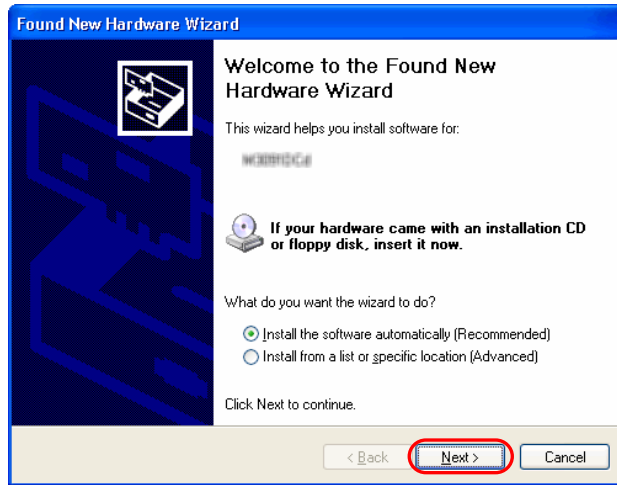 Found New Hardware Wizard
Welcome to the Found New
Hardware Wizard
This wizard helps you install software for:
If your hardware came with an installation CD
or floppy disk, insert it now.
What do you want the wizard to do?
Install the software automatically (Recommended)
Install from a list or specific location (Advanced)
Click Next to continue.
< Back
Next >
Cancel